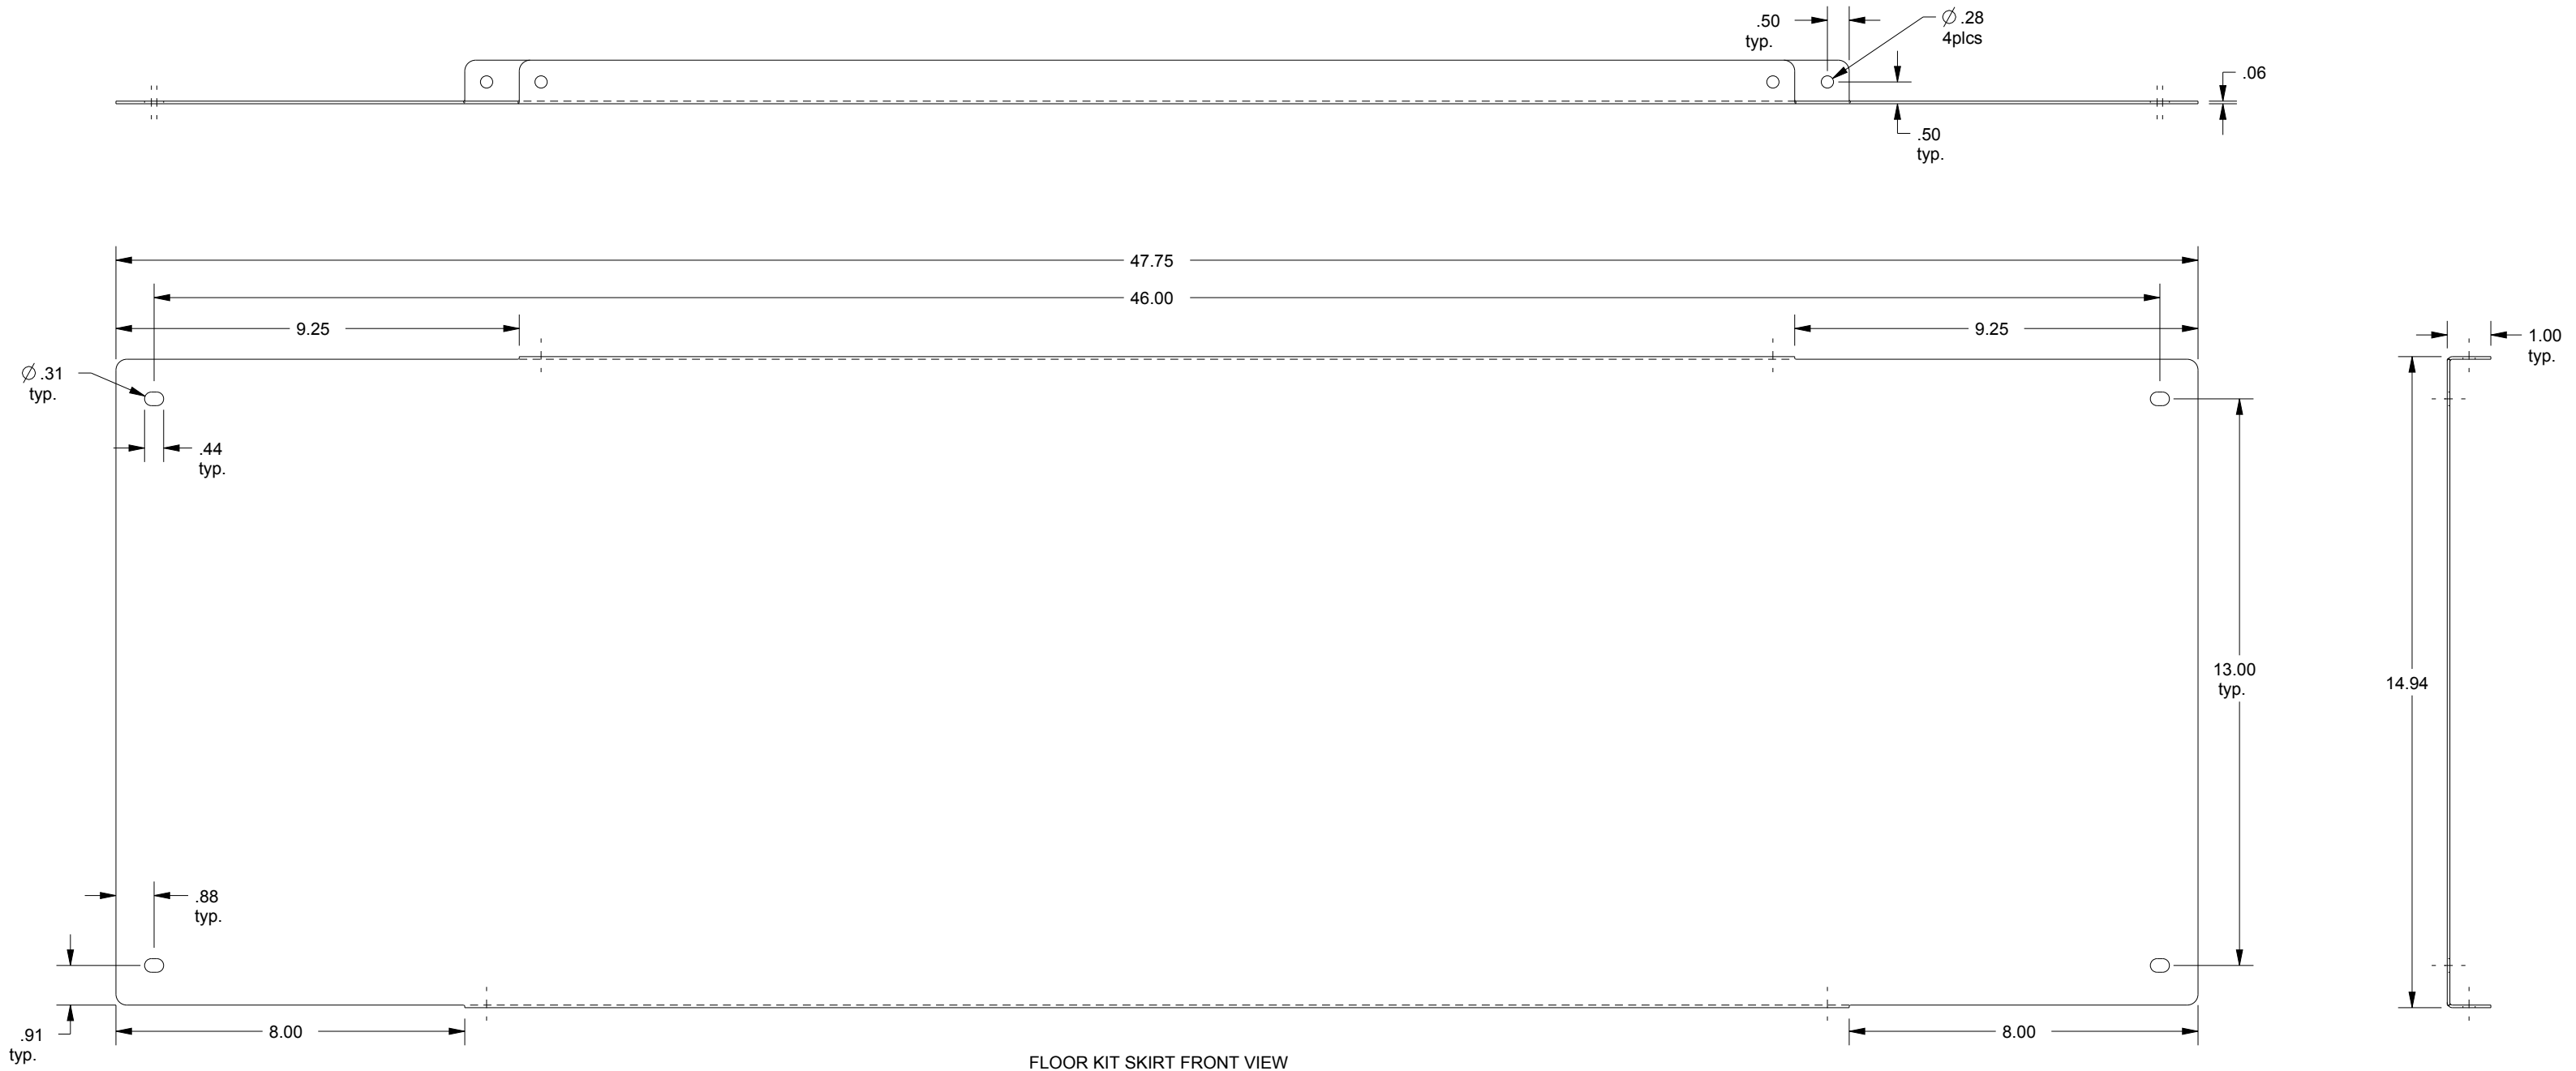 .50
typ.
∅ .28
4plcs
.06
.50
typ.
47.75
46.00
9.25
9.25
1.00
typ.
∅ .31
typ.
.44
typ.
13.00
typ.
14.94
.88
typ.
.91
typ.
8.00
8.00
FLOOR KIT SKIRT FRONT VIEW